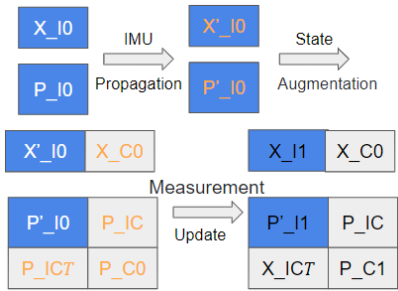 X_I0 IMU X'_I0 State
P_I0 Propagation P'_I0 Augmentation
X'_I0 X_C0 X_I1 X_C0
Measurement
P'_I0 P_IC P'_I1 P_IC
Update
P_ICT P_C0 X_ICT P_C1